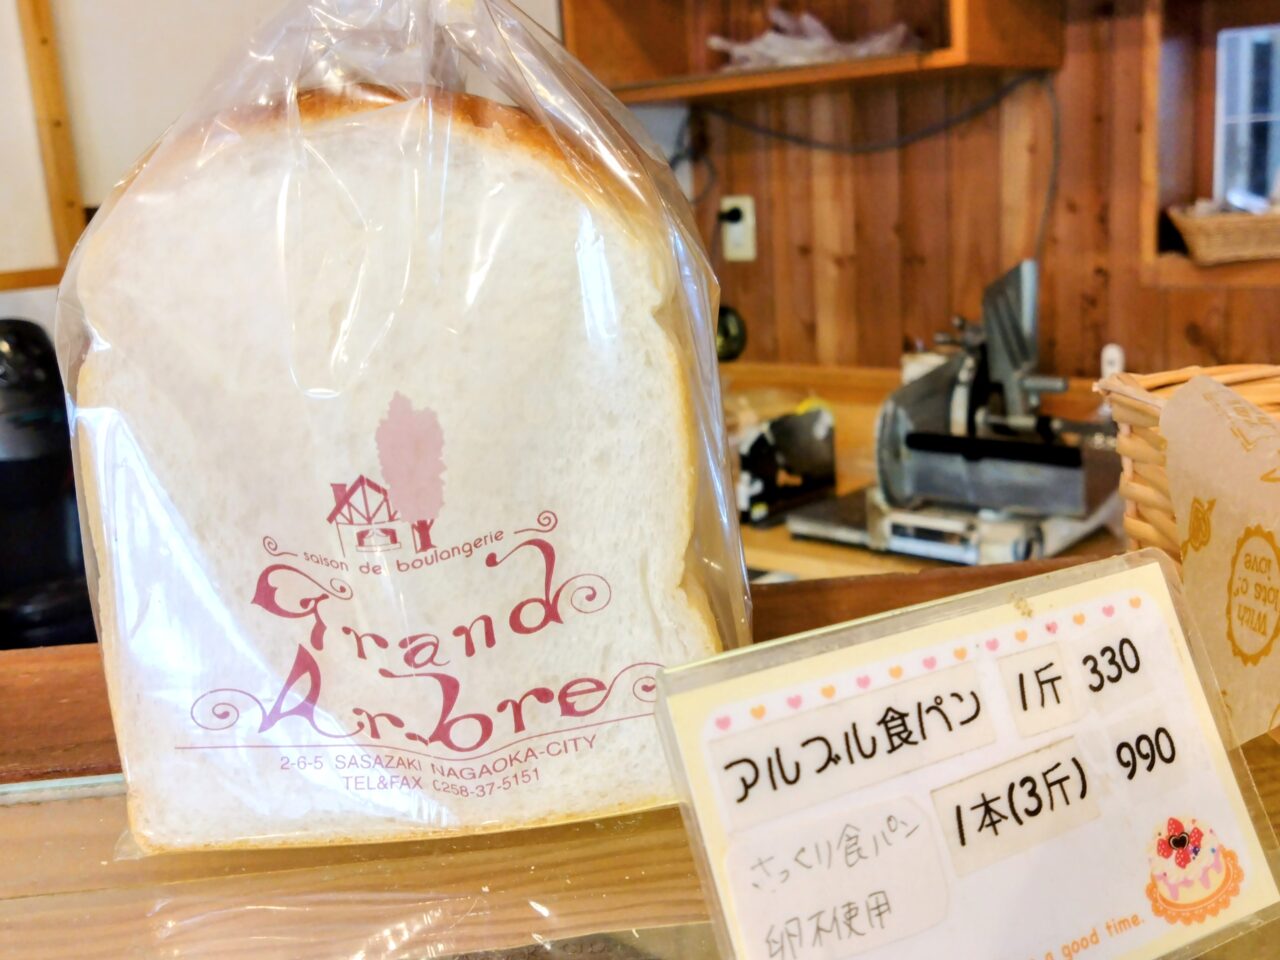 saison de boulangerie
Grand
Arbre
2-6-5 SASAZAKI NAGAOKA-CITY
TEL&FAX 0258-37-5151
アルブル食パン 1斤 330
1本(3斤) 990
さっくり食パン
卵不使用
a good time.
With
love